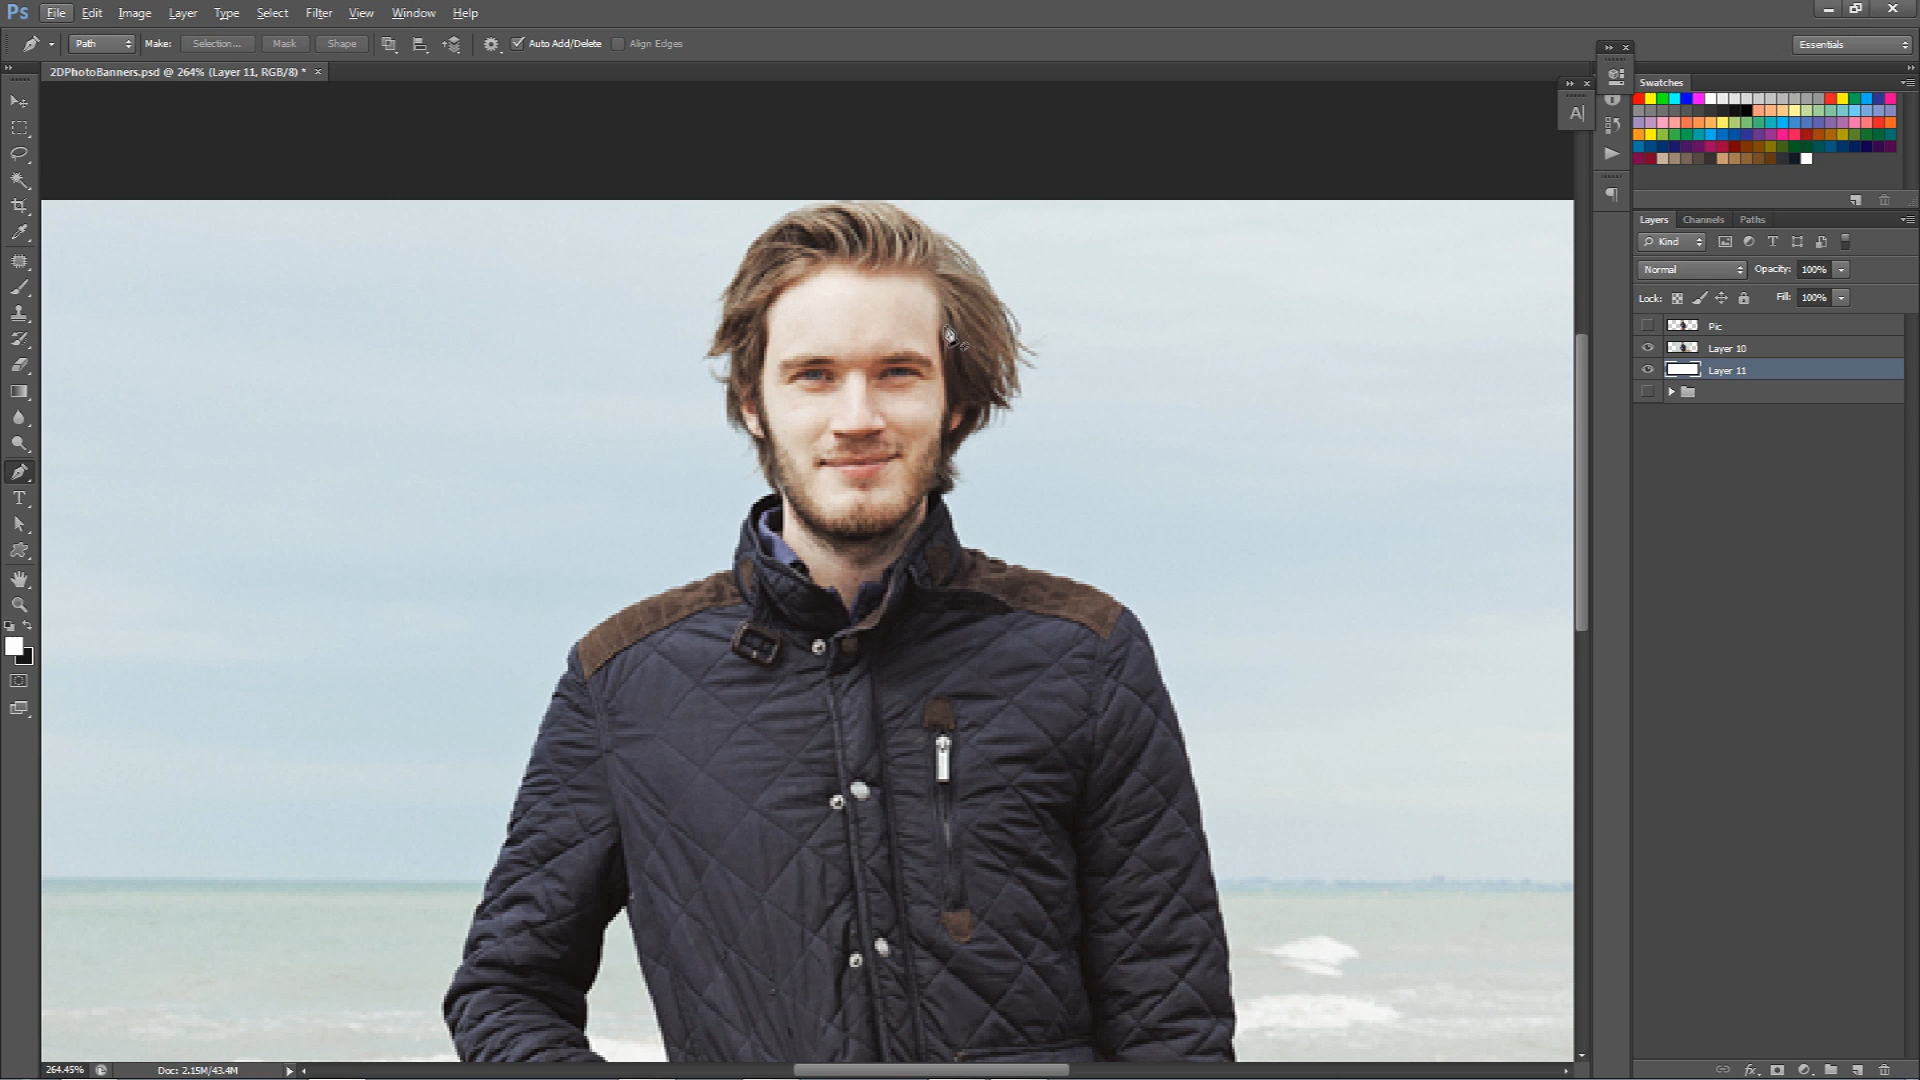 Ps File Edit Image Layer Type Select Filter View Window Help
Path Make: Selection... Mask Shape Auto Add/Delete Align Edges Essentials
2DPhotoBanners.psd @ 264% (Layer 11, RGB/8) * ×
Swatches
A|
Layers Channels Paths
Kind
Normal Opacity: 100%
Lock: Fill: 100%
Pic
Layer 10
Layer 11
T
264.45% Doc: 2.15M/43.4M
fx